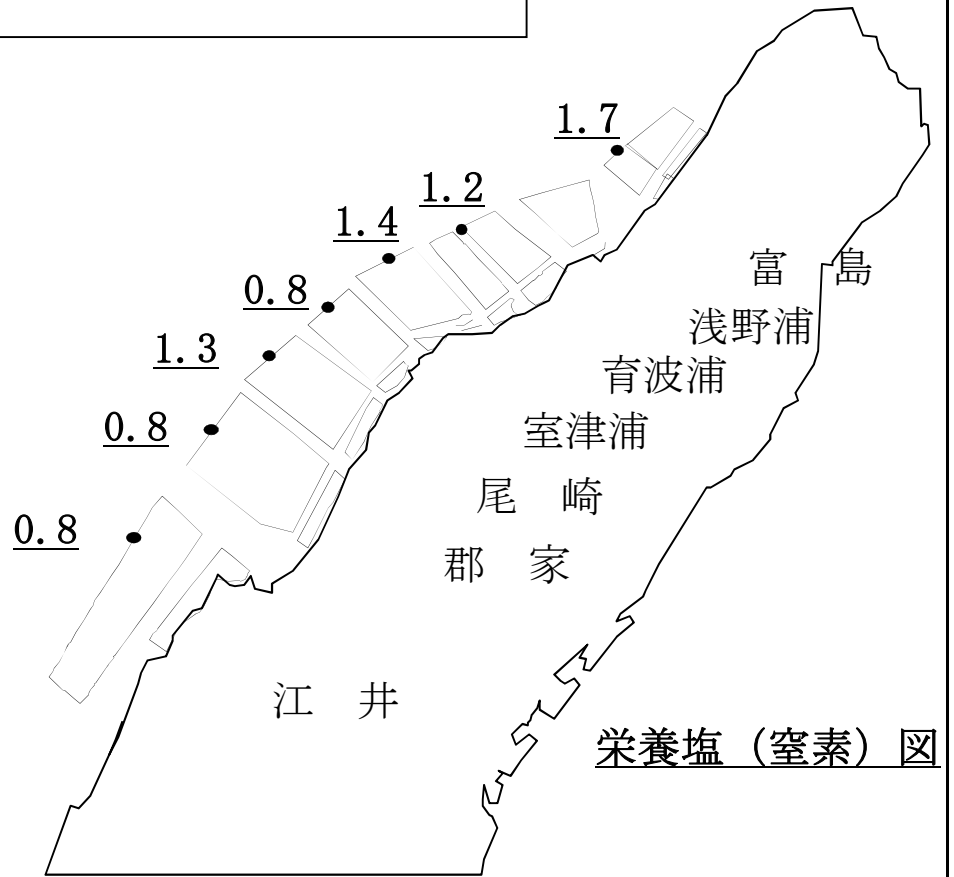 1.7
1.2
1.4
0.8
1.3
0.8
0.8
富 島
浅野浦
育波浦
室津浦
尾 崎
郡 家
江 井
栄養塩（窒素）図